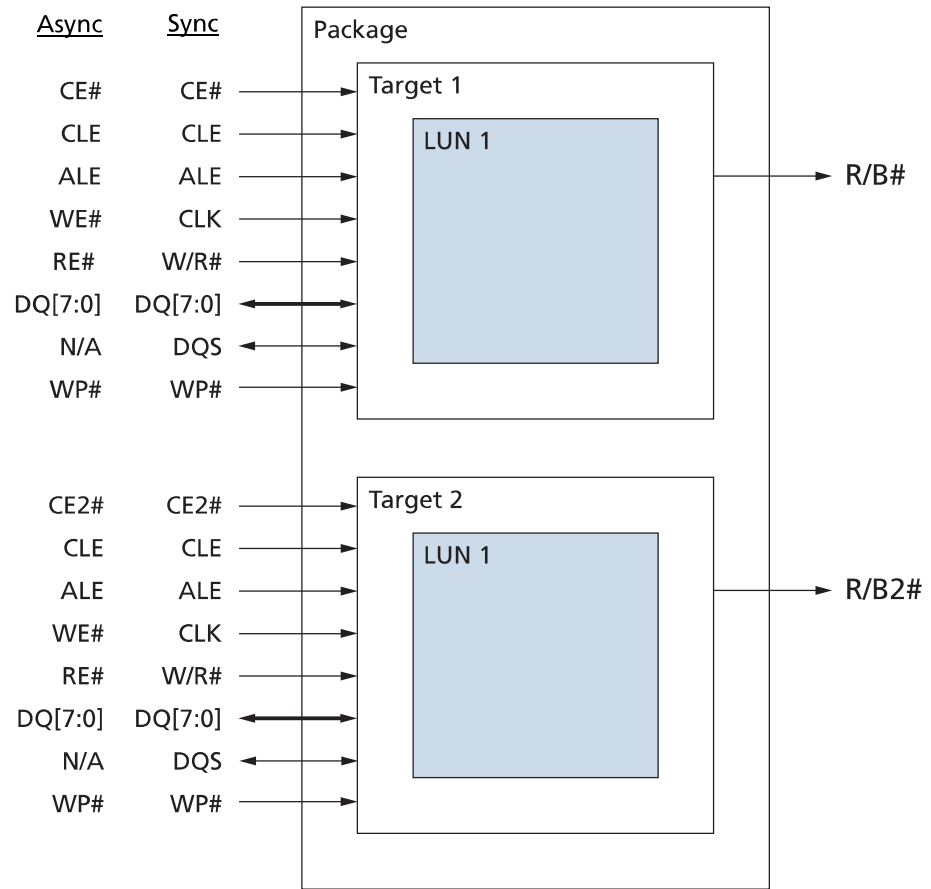 Async Sync Package
Target 1
CE# CE#
CLE CLE LUN 1
ALE ALE R/B#
WE# CLK
RE# W/R#
DQ[7:0] DQ[7:0]
N/A DQS
WP# WP#
Target 2
CE2# CE2#
CLE CLE LUN 1
ALE ALE R/B2#
WE# CLK
RE# W/R#
DQ[7:0] DQ[7:0]
N/A DQS
WP# WP#